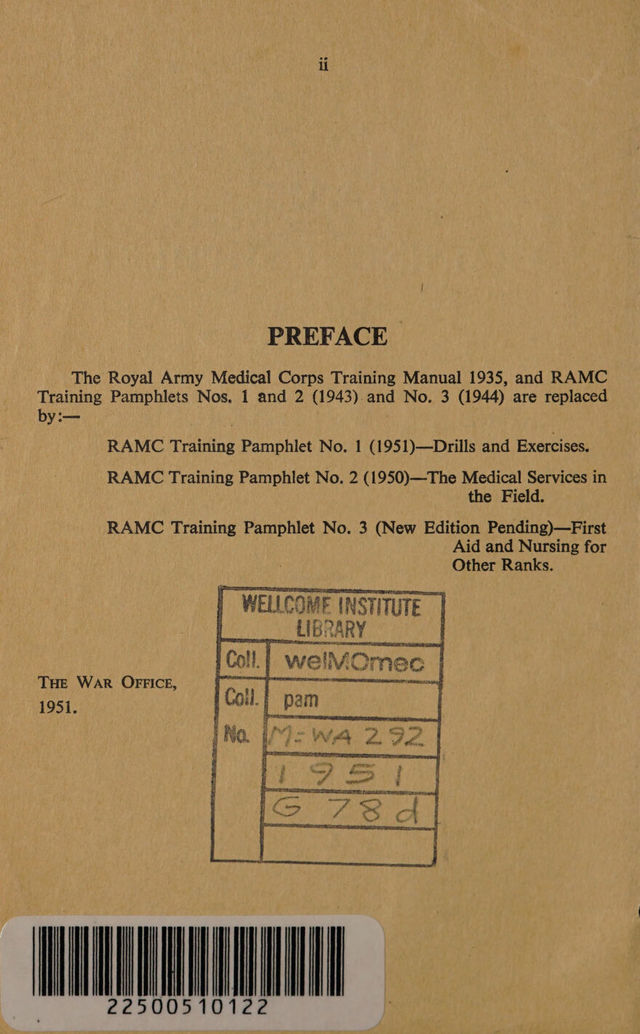 ii
PREFACE
The Royal Army Medical Corps Training Manual 1935, and RAMC
Training Pamphlets Nos. 1 and 2 (1943) and No. 3 (1944) are replaced
by:—
RAMC Training Pamphlet No. 1 (1951)—Drills and Exercises.
RAMC Training Pamphlet No. 2 (1950)—The Medical Services in
the Field.
RAMC Training Pamphlet No. 3 (New Edition Pending)—First
Aid and Nursing for
Other Ranks.
THE WAR OFFICE,
1951.
WELLCOME INSTITUTE
LIBRARY
Coll. welMOmec
Coll. pam
No. M:WA 292
1951
G 78d
22500510122